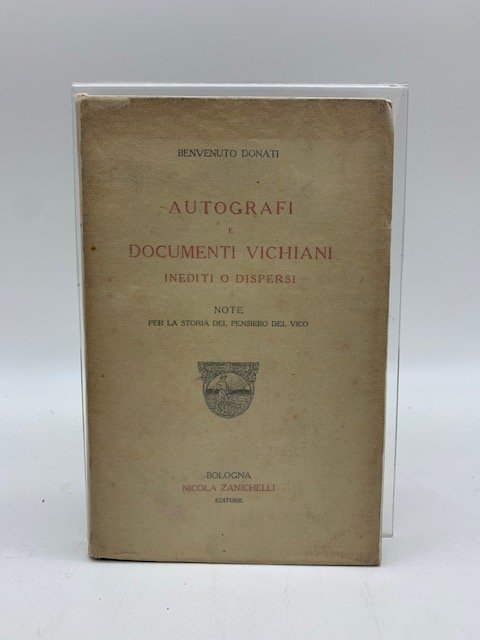 BENVENUTO DONATI
AUTOGRAFI
E
DOCUMENTI VICHIANI
INEDITI O DISPERSI
NOTE
PER LA STORIA DEL PENSIERO DEL VICO
BOLOGNA
NICOLA ZANICHELLI
EDITORE